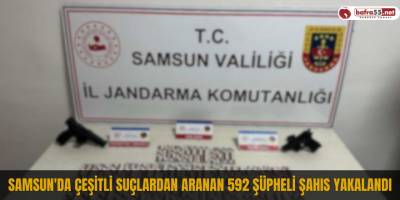 bafra55.net
T.C.
SAMSUN VALİLİĞİ
İL JANDARMA KOMUTANLIĞI
SAMSUN'DA ÇEŞİTLİ SUÇLARDAN ARANAN 592 ŞÜPHELİ ŞAHIS YAKALANDI